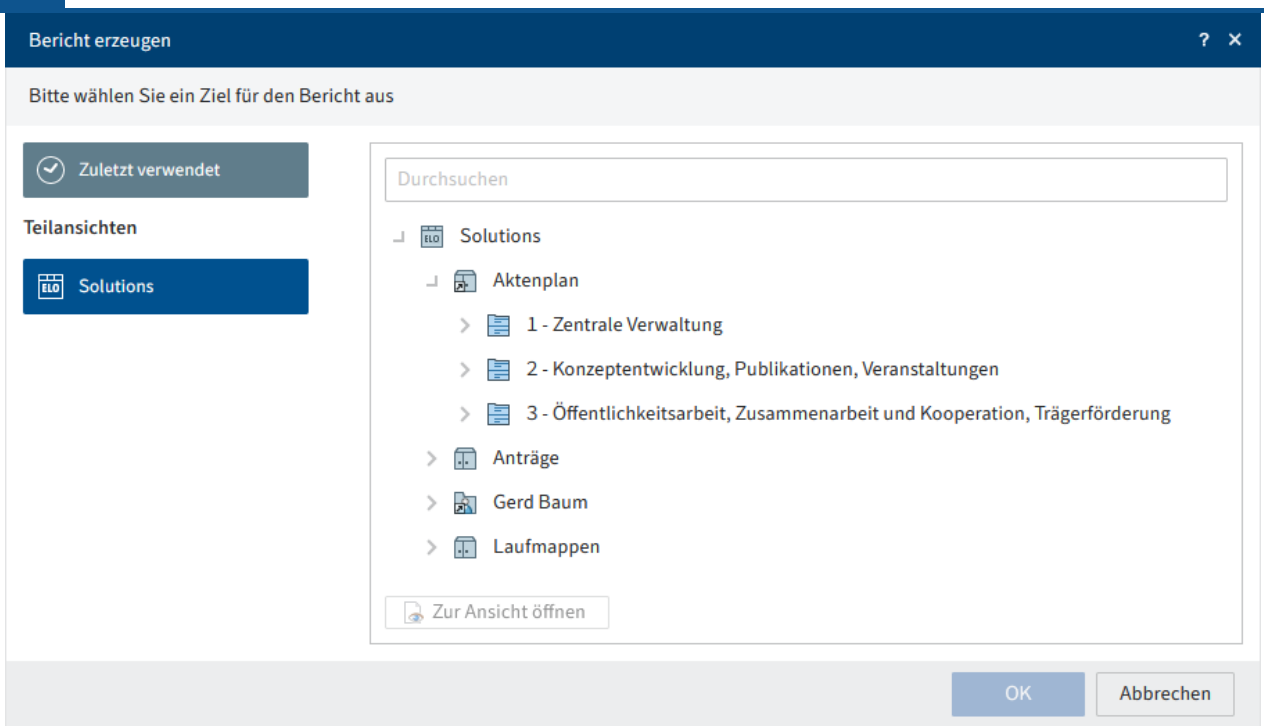 Bericht erzeugen
? ×
Bitte wählen Sie ein Ziel für den Bericht aus
Zuletzt verwendet
Teilansichten
ELO Solutions
Durchsuchen
ELO Solutions
Aktenplan
1 - Zentrale Verwaltung
2 - Konzeptentwicklung, Publikationen, Veranstaltungen
3 - Öffentlichkeitsarbeit, Zusammenarbeit und Kooperation, Trägerförderung
Anträge
Gerd Baum
Laufmappen
Zur Ansicht öffnen
OK
Abbrechen